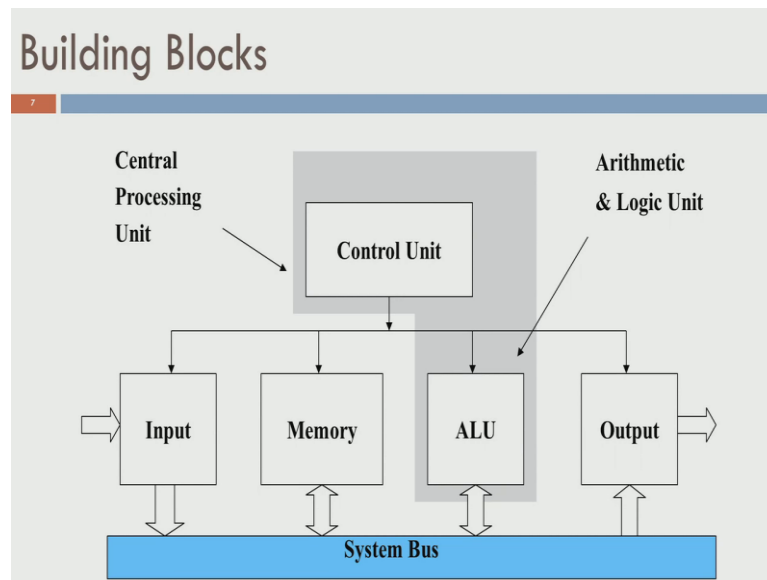 Building Blocks
7
Central
Processing
Unit
Arithmetic
& Logic Unit
Control Unit
Input
Memory
ALU
Output
System Bus